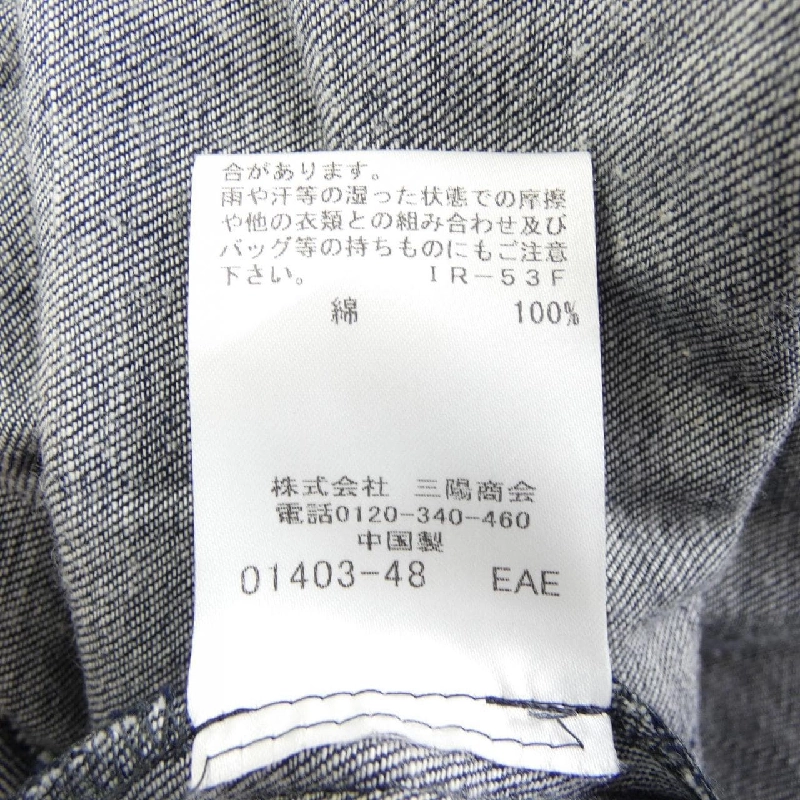 合があります。
雨や汗等の湿った状態での摩擦
や他の衣類との組み合わせ及び
バッグ等の持ちものにもご注意
下さい。 IR-53F
綿 100%
株式会社 三陽商会
電話0120-340-460
中国製
01403-48 EAE